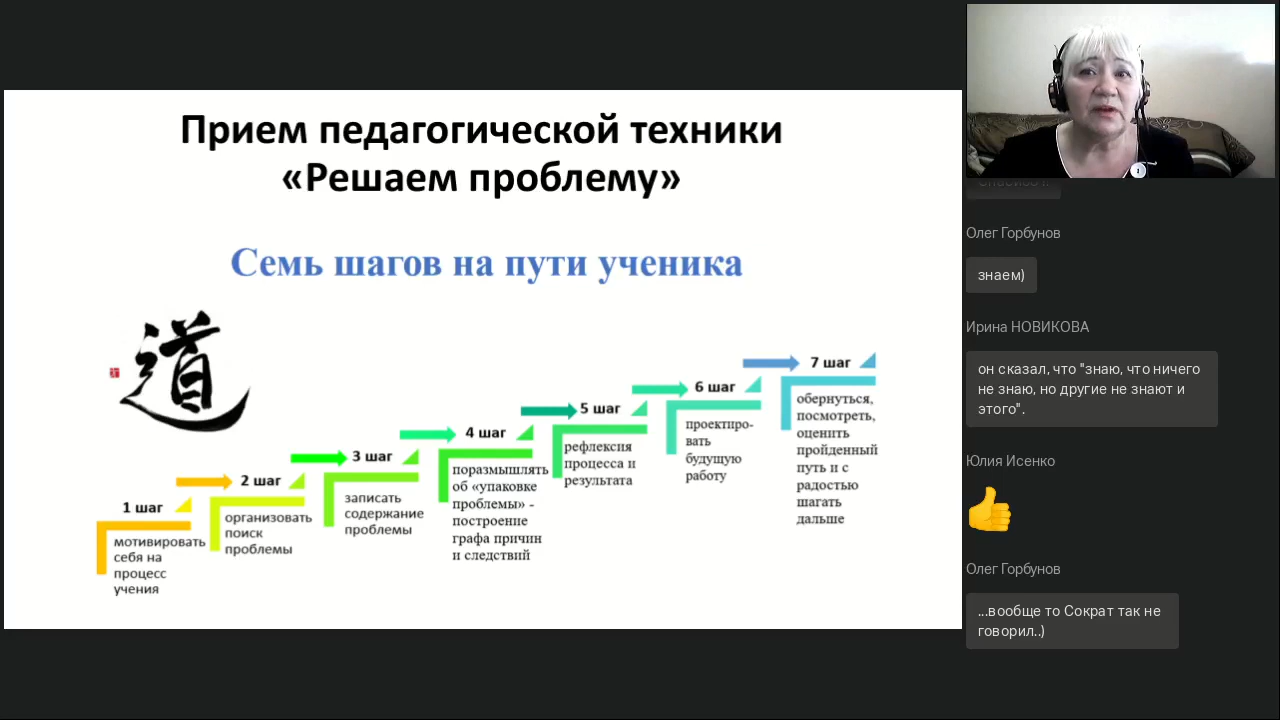 Прием педагогической техники
«Решаем проблему»
Семь шагов на пути ученика
道
1 шаг
мотивировать
себя на
процесс
учения
2 шаг
организовать
поиск
проблемы
3 шаг
записать
содержание
проблемы
4 шаг
поразмышлять
об «упаковке
проблемы» -
построение
графа причин
и следствий
5 шаг
рефлексия
процесса и
результата
6 шаг
проектиро-
вать
будущую
работу
7 шаг
обернуться,
посмотреть,
оценить
пройденный
путь и с
радостью
шагать
дальше
Олег Горбунов
знаем)
Ирина НОВИКОВА
он сказал, что "знаю, что ничего
не знаю, но другие не знают и
этого".
Юлия Исенко
Олег Горбунов
...вообще то Сократ так не
говорил..)